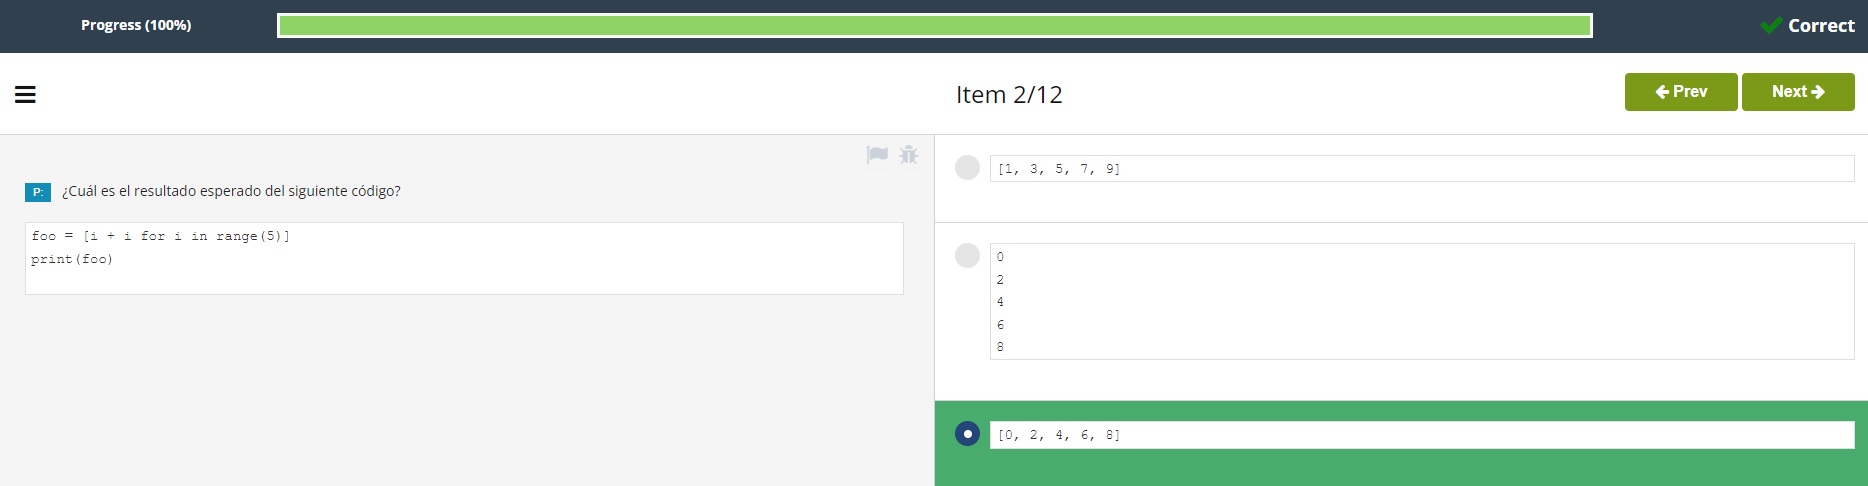 Progress (100%)
Correct
Item 2/12
Prev
Next
P:
¿Cuál es el resultado esperado del siguiente código?
foo = [i + i for i in range(5)]
print(foo)
[1, 3, 5, 7, 9]
0
2
4
6
8
[0, 2, 4, 6, 8]